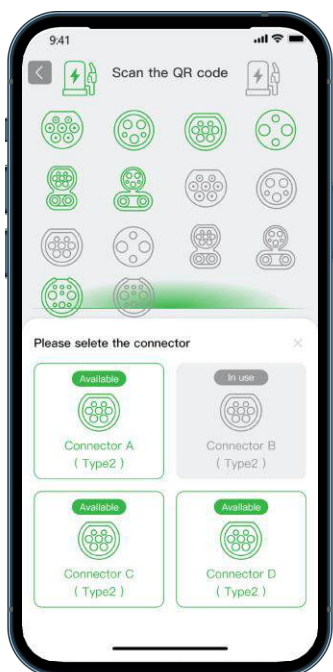 9:41
Scan the QR code
Please selete the connector
Available
Connector A
( Type2 )
In use
Connector B
( Type2 )
Available
Connector C
( Type2 )
Available
Connector D
( Type2 )